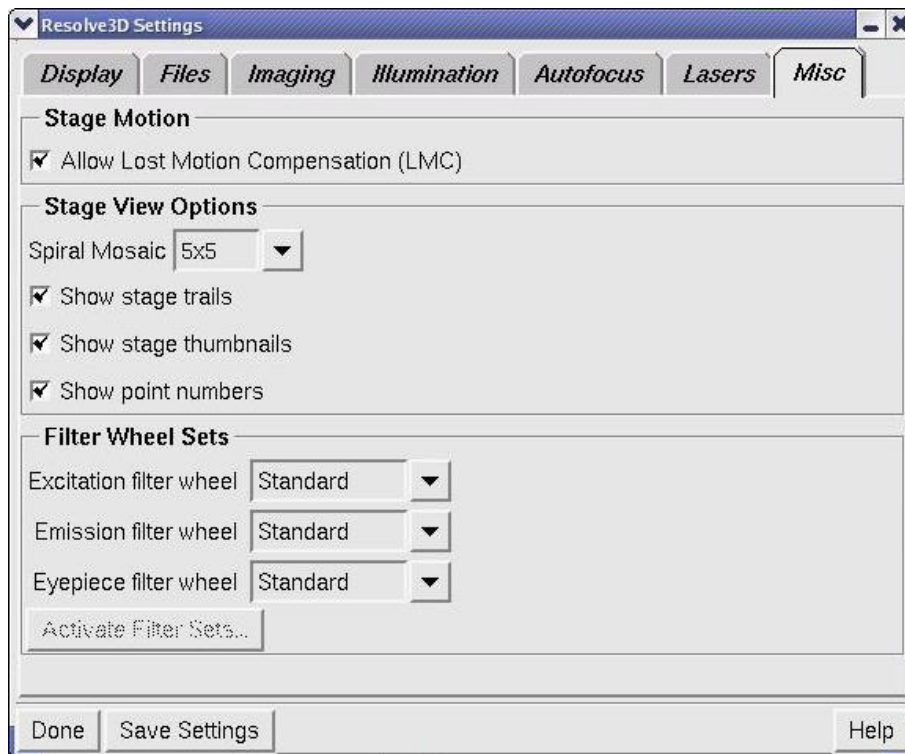 Resolve3D Settings
Display Files Imaging Illumination Autofocus Lasers Misc
Stage Motion
Allow Lost Motion Compensation (LMC)
Stage View Options
Spiral Mosaic 5x5
Show stage trails
Show stage thumbnails
Show point numbers
Filter Wheel Sets
Excitation filter wheel Standard
Emission filter wheel Standard
Eyepiece filter wheel Standard
Activate Filter Sets...
Done Save Settings Help